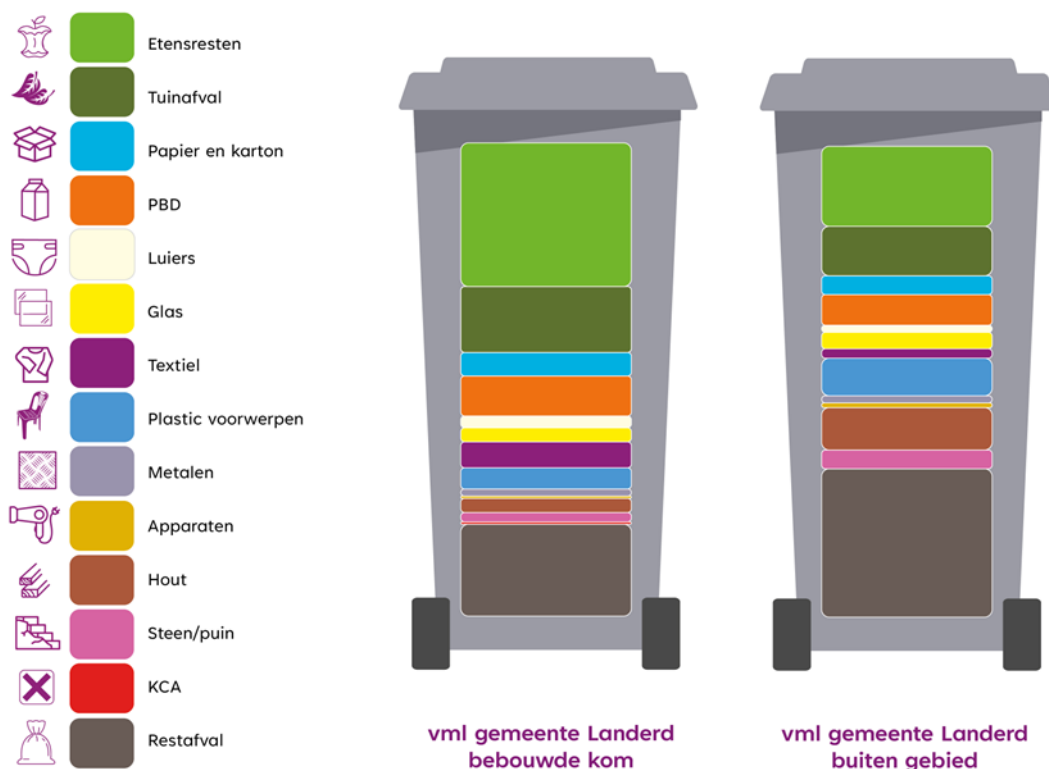 Etensresten
Tuinafval
Papier en karton
PBD
Luiers
Glas
Textiel
Plastic voorwerpen
Metalen
Apparaten
Hout
Steen/puin
KCA
Restafval
vml gemeente Landerd
bebouwde kom
vml gemeente Landerd
buiten gebied